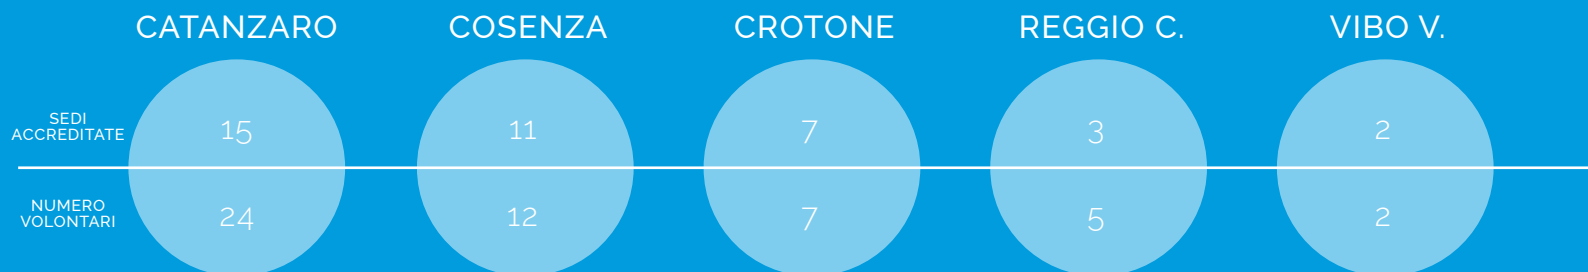 CATANZARO COSENZA CROTONE REGGIO C. VIBO V.
SEDI
ACCREDITATE
15 11 7 3 2
NUMERO
VOLONTARI
24 12 7 5 2